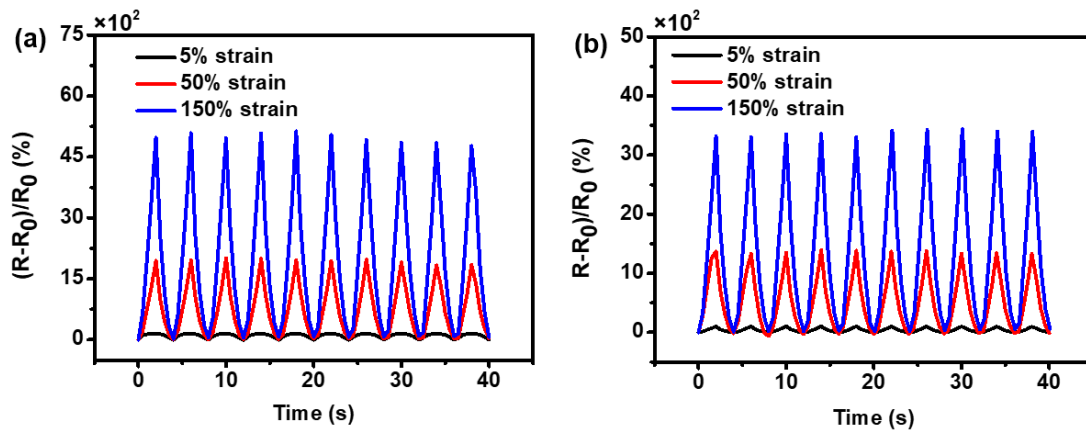 (a)
×10²
75
60
45
30
15
0
(R-R₀)/R₀ (%)
5% strain
50% strain
150% strain
0 10 20 30 40
Time (s)
(b)
×10²
50
40
30
20
10
0
R-R₀)/R₀ (%)
5% strain
50% strain
150% strain
0 10 20 30 40
Time (s)